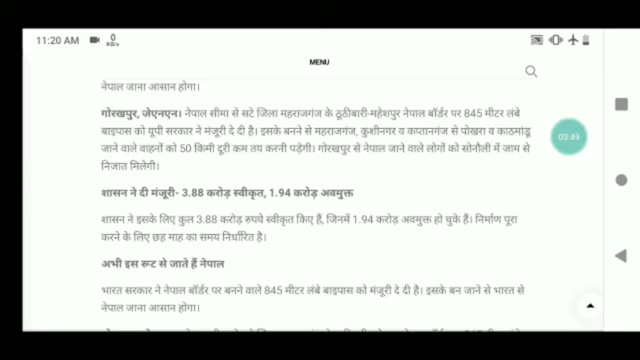 11:20 AM
0
KB/s
MENU
नेपाल जाना आसान होगा।
गोरखपुर, जेएनएन। नेपाल सीमा से सटे जिला महराजगंज के ठूठीबारी-महेशपुर नेपाल बॉर्डर पर 845 मीटर लंबे
बाइपास को यूपी सरकार ने मंजूरी दे दी है। इसके बनने से महराजगंज, कुशीनगर व कप्तानगंज से पोखरा व काठमांडू
जाने वाले वाहनों को 50 किमी दूरी कम तय करनी पड़ेगी। गोरखपुर से नेपाल जाने वाले लोगों को सोनौली में जाम से
निजात मिलेगी।
03:49
शासन ने दी मंजूरी- 3.88 करोड़ स्वीकृत, 1.94 करोड़ अवमुक्त
शासन ने इसके लिए कुल 3.88 करोड़ रुपये स्वीकृत किए हैं, जिनमें 1.94 करोड़ अवमुक्त हो चुके हैं। निर्माण पूरा
करने के लिए छह माह का समय निर्धारित है।
अभी इस रूट से जाते हैं नेपाल
भारत सरकार ने नेपाल बॉर्डर पर बनने वाले 845 मीटर लंबे बाइपास को मंजूरी दे दी है। इसके बन जाने से भारत से
नेपाल जाना आसान होगा।